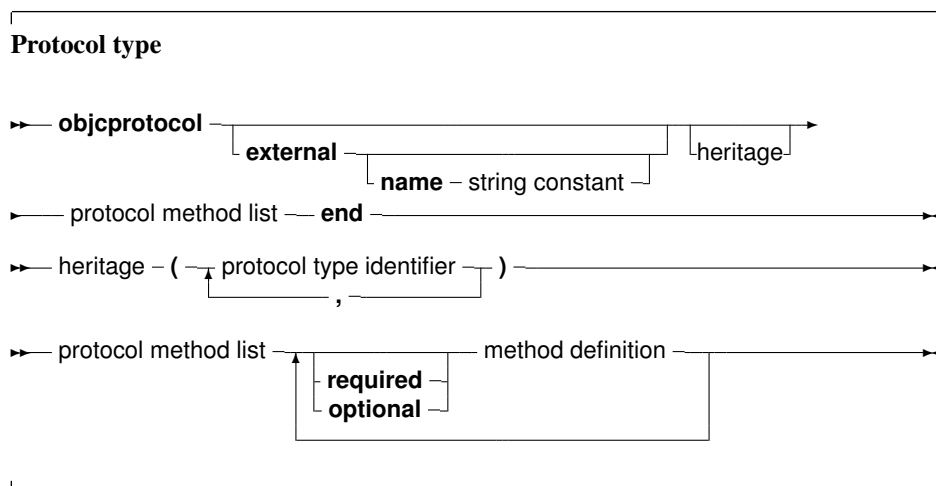 Protocol type
objcprotocol
external heritage
name string constant
protocol method list end
heritage ( protocol type identifier )
,
protocol method list method definition
required
optional